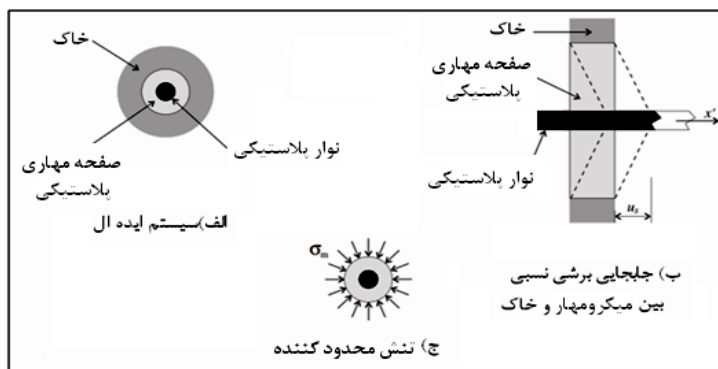 خاک
صفحه مهاری
پلاستیکی
نوار پلاستیکی
الف)سیستم ایده ال
خاک
صفحه مهاری
پلاستیکی
نوار پلاستیکی
x'
u_s
ب) جابجایی برشی نسبی
بین میکرومهار و خاک
σm
ج) تنش محدود کننده